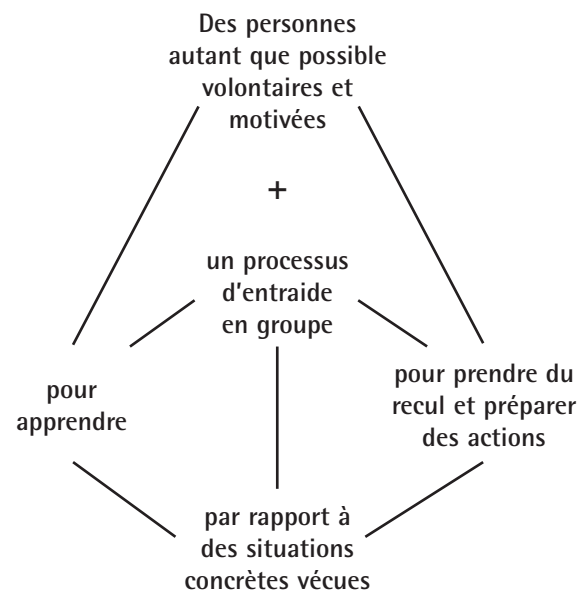 Des personnes
autant que possible
volontaires et
motivées
+
un processus
d'entraide
en groupe
pour
apprendre
pour prendre du
recul et préparer
des actions
par rapport à
des situations
concrètes vécues